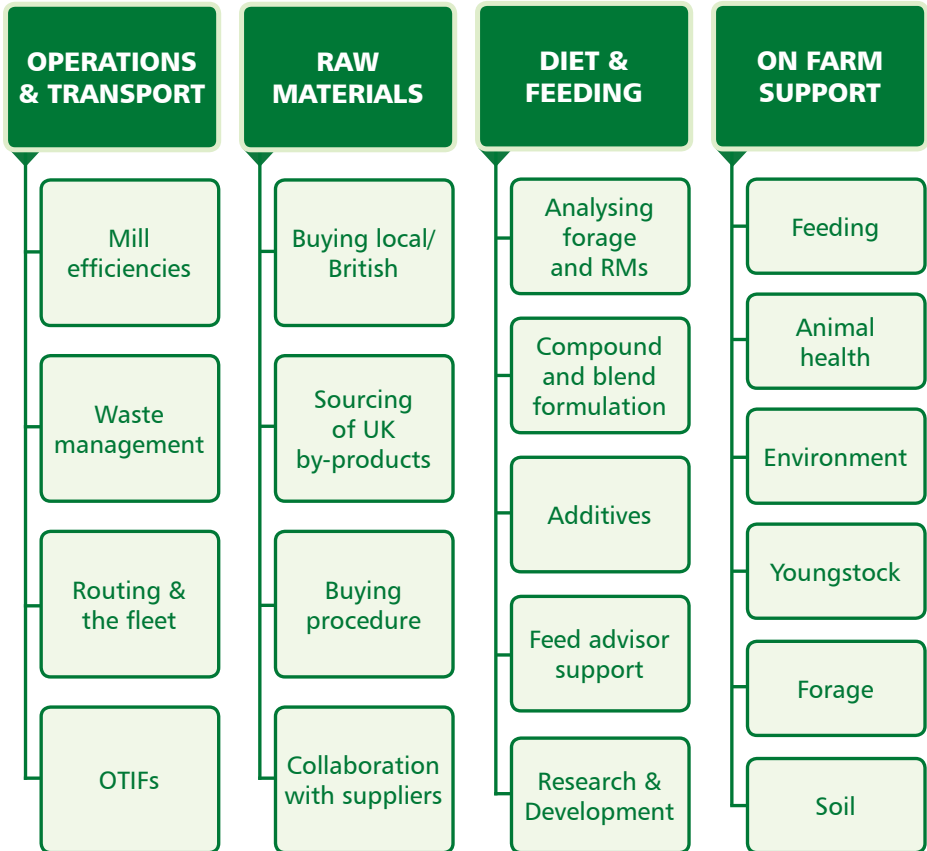 OPERATIONS
& TRANSPORT
Mill
efficiencies
Waste
management
Routing &
the fleet
OTIFs
RAW
MATERIALS
Buying local/
British
Sourcing
of UK
by-products
Buying
procedure
Collaboration
with suppliers
DIET &
FEEDING
Analysing
forage
and RMs
Compound
and blend
formulation
Additives
Feed advisor
support
Research &
Development
ON FARM
SUPPORT
Feeding
Animal
health
Environment
Youngstock
Forage
Soil